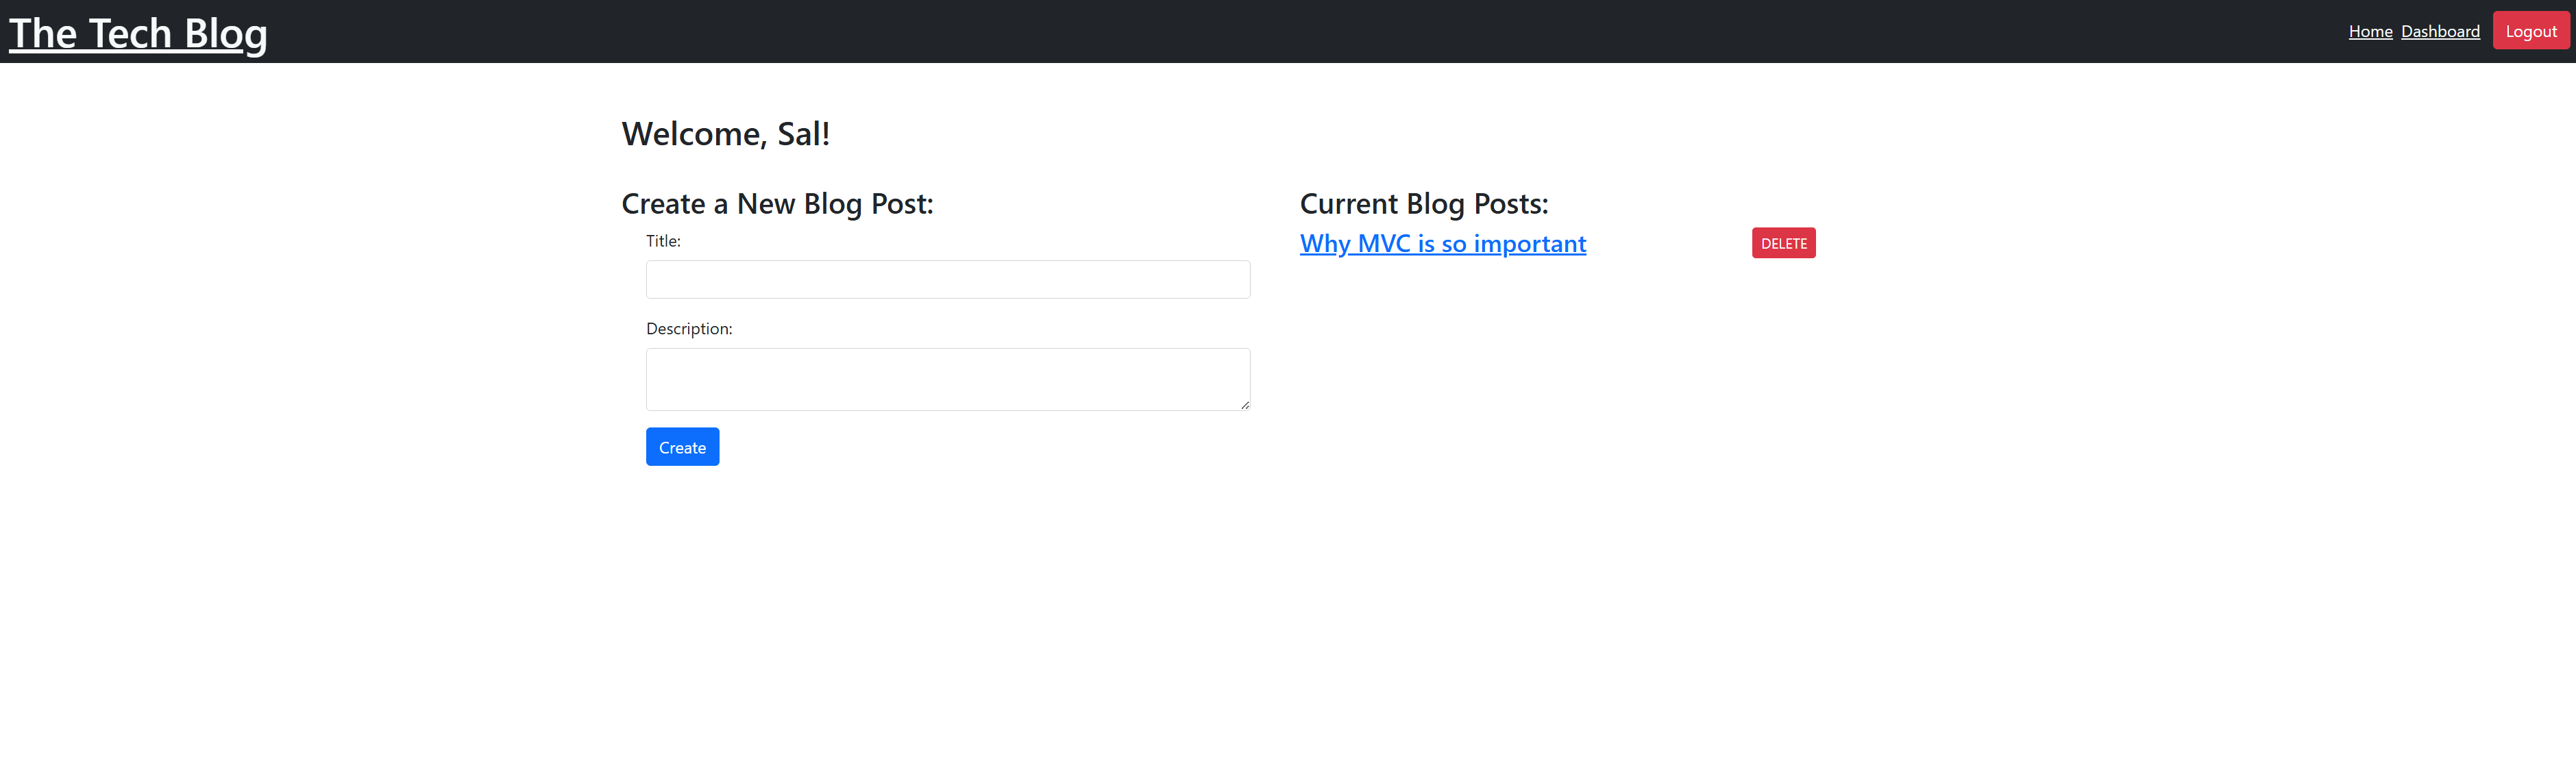 The Tech Blog
Home Dashboard Logout
Welcome, Sal!
Create a New Blog Post:
Title:
Description:
Create
Current Blog Posts:
Why MVC is so important
DELETE